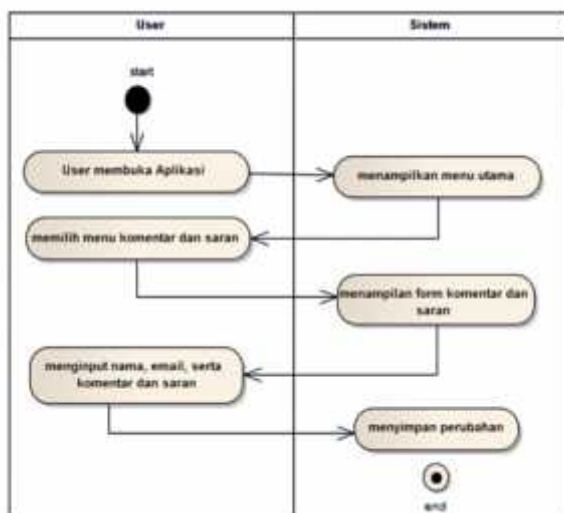 User
Sistem
start
User membuka Aplikasi
menampilkan menu utama
memilih menu komentar dan saran
menampilan form komentar dan
saran
menginput nama, email, serta
komentar dan saran
menyimpan perubahan
end